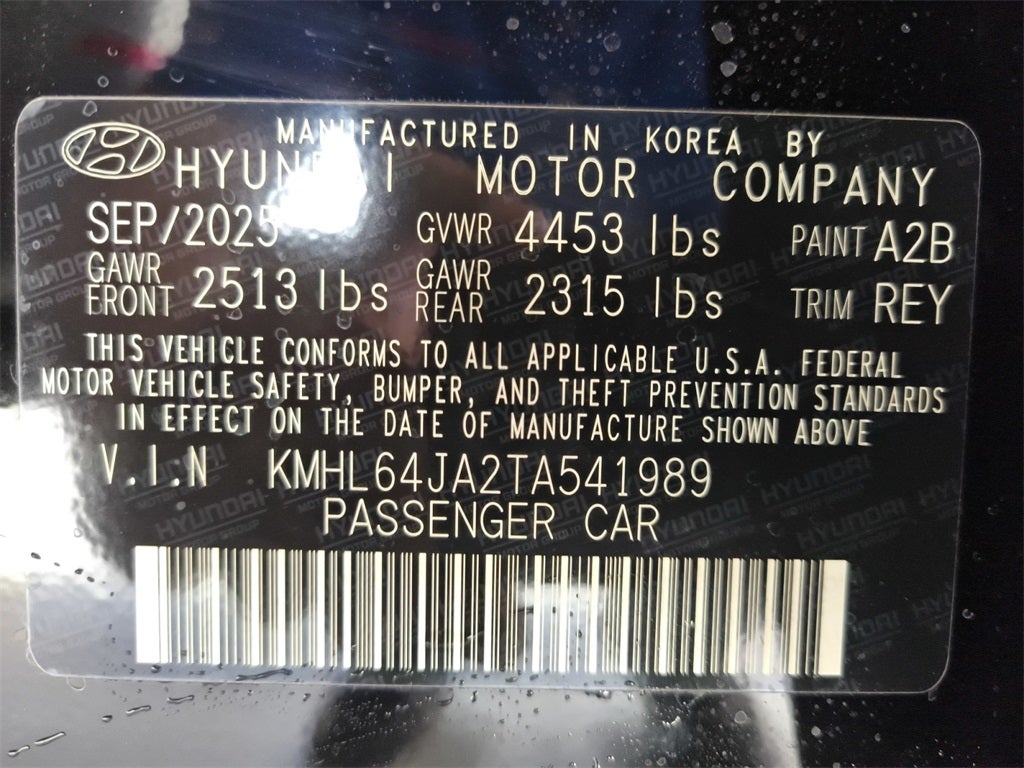 MANUFACTURED IN KOREA BY
HYUNDAI MOTOR COMPANY
SEP/2025 GVWR 4453 lbs PAINT A2B
GAWR FRONT 2513 lbs GAWR REAR 2315 lbs TRIM REY
THIS VEHICLE CONFORMS TO ALL APPLICABLE U.S.A. FEDERAL
MOTOR VEHICLE SAFETY, BUMPER, AND THEFT PREVENTION STANDARDS
IN EFFECT ON THE DATE OF MANUFACTURE SHOWN ABOVE
V.I.N KMHL64JA2TA541989
PASSENGER CAR